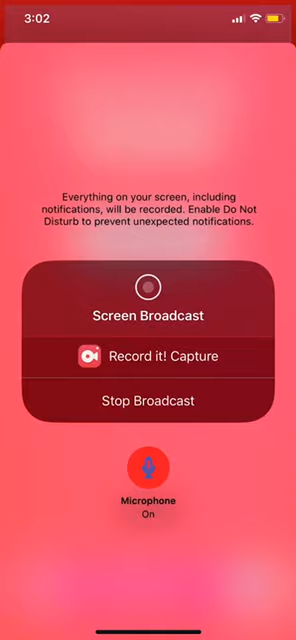 3:02
Everything on your screen, including
notifications, will be recorded. Enable Do Not
Disturb to prevent unexpected notifications.
Screen Broadcast
Record it! Capture
Stop Broadcast
Microphone
On